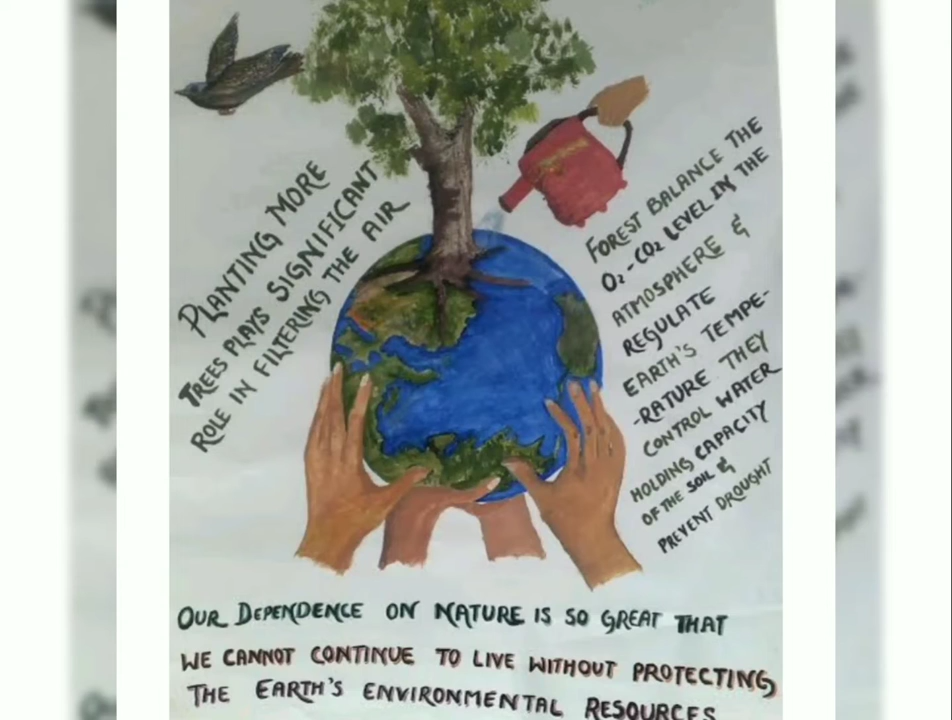 PLANTING MORE
TREES PLAYS SIGNIFICANT
ROLE IN FILTERING THE AIR
FOREST BALANCE THE
O2-CO2 LEVEL IN THE
ATMOSPHERE &
REGULATE
EARTH'S TEMPE-
-RATURE THEY
CONTROL WATER
HOLDING CAPACITY
OF THE SOIL &
PREVENT DROUGHT
OUR DEPENDENCE ON NATURE IS SO GREAT THAT
WE CANNOT CONTINUE TO LIVE WITHOUT PROTECTING
THE EARTH'S ENVIRONMENTAL RESOURCES